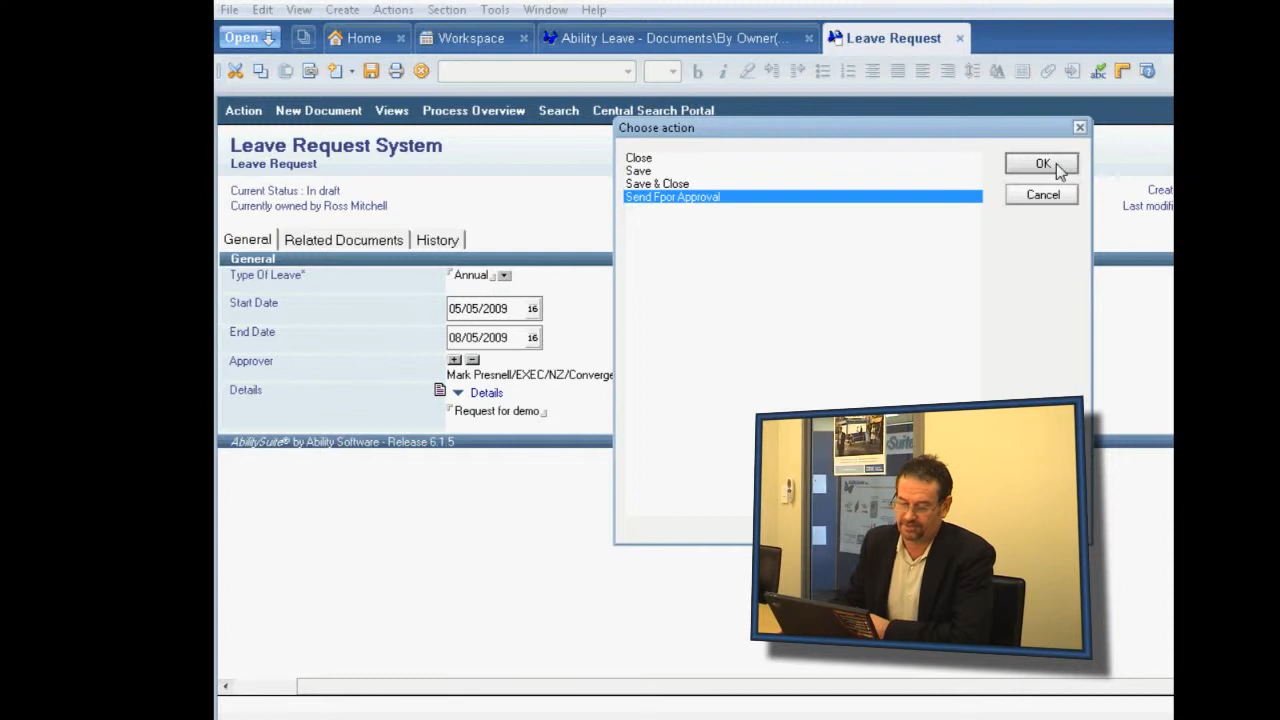 File Edit View Create Actions Section Tools Window Help
Open Home Workspace Ability Leave - Documents\By Owner(... Leave Request
Action New Document Views Process Overview Search Central Search Portal
Choose action
Leave Request System
Leave Request
Close
Save
Save & Close
Send Fpor Approval
OK
Cancel
Current Status : In draft
Currently owned by Ross Mitchell
Creat
Last modifi
General Related Documents History
General
Type Of Leave* Annual
Start Date 05/05/2009 16
End Date 08/05/2009 16
Approver + -
Mark Presnell/EXEC/NZ/Converge
Details Details
Request for demo
AbilitySuite® by Ability Software - Release 6.1.5